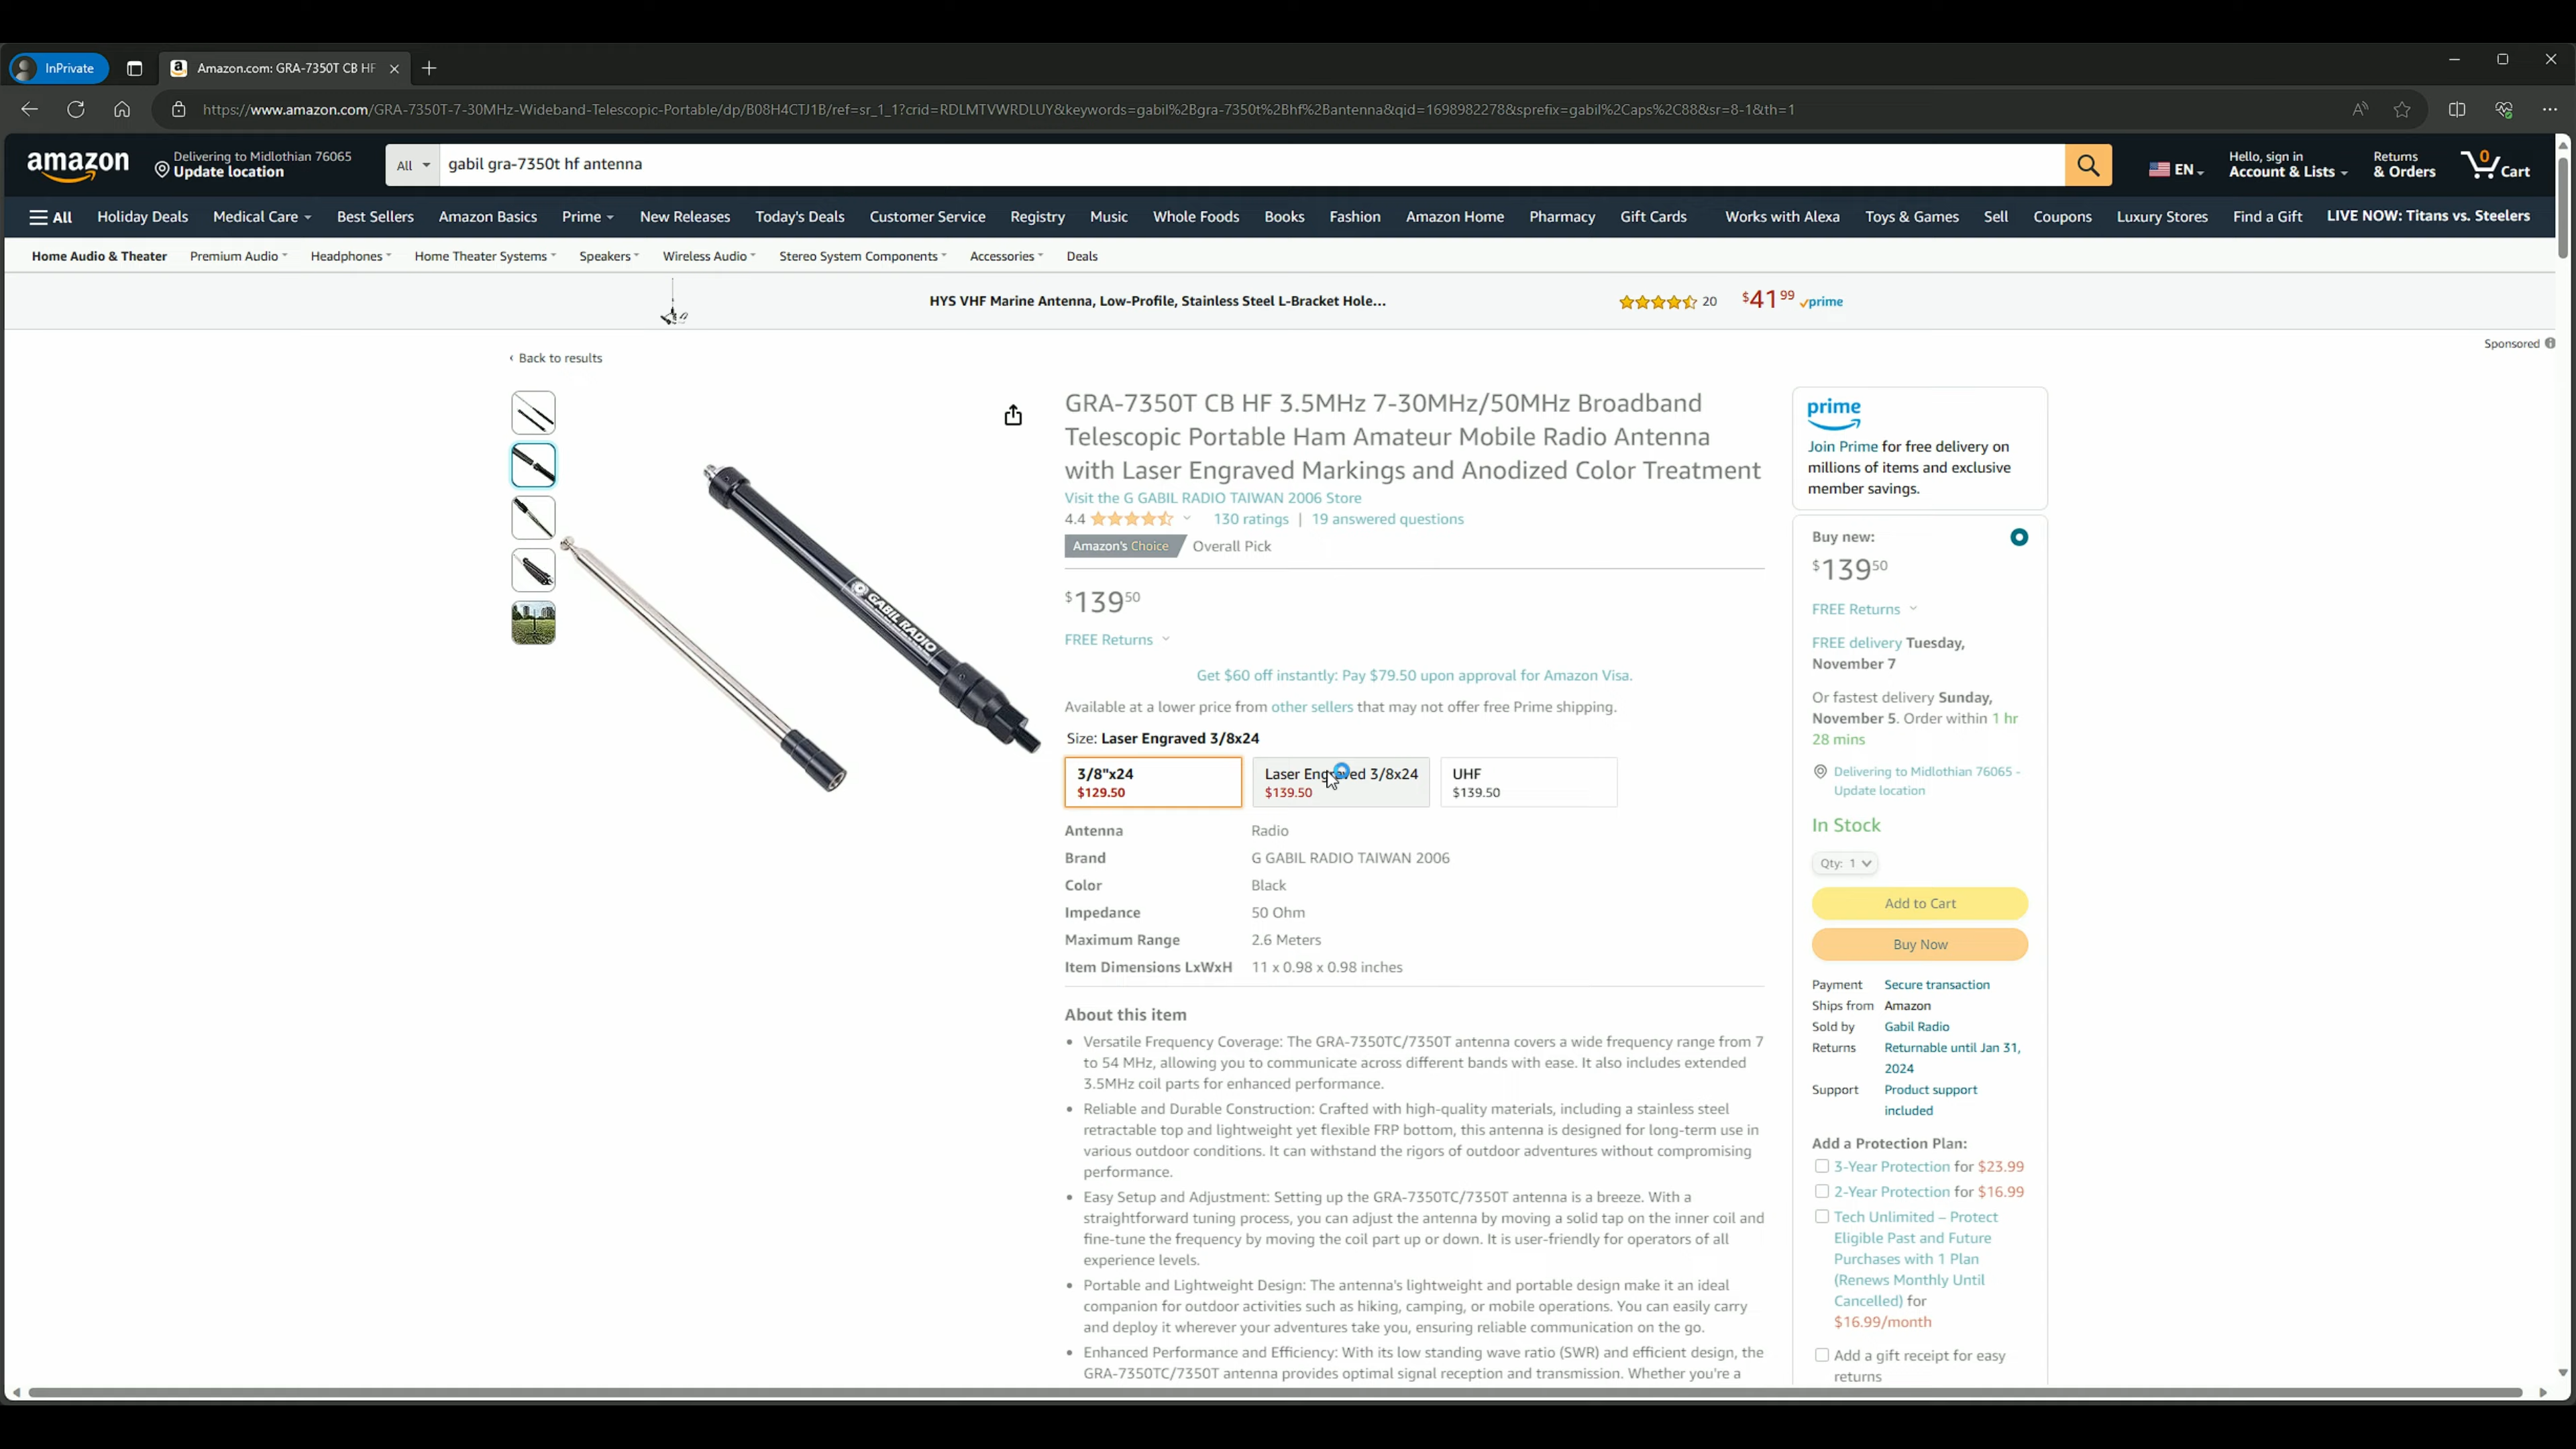 InPrivate
Amazon.com: GRA-7350T CB HF
https://www.amazon.com/GRA-7350T-7-30MHz-Wideband-Telescopic-Portable/dp/B08H4CTJ1B/ref=sr_1_1?crid=RDLMTVWRDLUY&keywords=gabil%2Bgra-7350t%2Bhf%2Bantenna&qid=1698982278&sprefix=gabil%2Caps%2C88&sr=8-1&th=1
amazon
Delivering to Midlothian 76065
Update location
All
gabil gra-7350t hf antenna
EN
Hello, sign in
Account & Lists
Returns
& Orders
0
Cart
All Holiday Deals Medical Care Best Sellers Amazon Basics Prime New Releases Today's Deals Customer Service Registry Music Whole Foods Books Fashion Amazon Home Pharmacy Gift Cards Works with Alexa Toys & Games Sell Coupons Luxury Stores Find a Gift LIVE NOW: Titans vs. Steelers
Home Audio & Theater Premium Audio Headphones Home Theater Systems Speakers Wireless Audio Stereo System Components Accessories Deals
HYS VHF Marine Antenna, Low-Profile, Stainless Steel L-Bracket Hole... 20 $41.99 prime
Sponsored
‹ Back to results
GABIL RADIO
GRA-7350T CB HF 3.5MHz 7-30MHz/50MHz Broadband
Telescopic Portable Ham Amateur Mobile Radio Antenna
with Laser Engraved Markings and Anodized Color Treatment
Visit the G GABIL RADIO TAIWAN 2006 Store
4.4 130 ratings | 19 answered questions
Amazon's Choice Overall Pick
$139.50
FREE Returns
Get $60 off instantly: Pay $79.50 upon approval for Amazon Visa.
Available at a lower price from other sellers that may not offer free Prime shipping.
Size: Laser Engraved 3/8x24
3/8"x24
$129.50
Laser Engraved 3/8x24
$139.50
UHF
$139.50
Antenna Radio
Brand G GABIL RADIO TAIWAN 2006
Color Black
Impedance 50 Ohm
Maximum Range 2.6 Meters
Item Dimensions LxWxH 11 x 0.98 x 0.98 inches
About this item
• Versatile Frequency Coverage: The GRA-7350TC/7350T antenna covers a wide frequency range from 7
to 54 MHz, allowing you to communicate across different bands with ease. It also includes extended
3.5MHz coil parts for enhanced performance.
• Reliable and Durable Construction: Crafted with high-quality materials, including a stainless steel
retractable top and lightweight yet flexible FRP bottom, this antenna is designed for long-term use in
various outdoor conditions. It can withstand the rigors of outdoor adventures without compromising
performance.
• Easy Setup and Adjustment: Setting up the GRA-7350TC/7350T antenna is a breeze. With a
straightforward tuning process, you can adjust the antenna by moving a solid tap on the inner coil and
fine-tune the frequency by moving the coil part up or down. It is user-friendly for operators of all
experience levels.
• Portable and Lightweight Design: The antenna's lightweight and portable design make it an ideal
companion for outdoor activities such as hiking, camping, or mobile operations. You can easily carry
and deploy it wherever your adventures take you, ensuring reliable communication on the go.
• Enhanced Performance and Efficiency: With its low standing wave ratio (SWR) and efficient design, the
GRA-7350TC/7350T antenna provides optimal signal reception and transmission. Whether you're a
prime
Join Prime for free delivery on
millions of items and exclusive
member savings.
Buy new:
$139.50
FREE Returns
FREE delivery Tuesday,
November 7
Or fastest delivery Sunday,
November 5. Order within 1 hr
28 mins
Delivering to Midlothian 76065 -
Update location
In Stock
Qty: 1
Add to Cart
Buy Now
Payment Secure transaction
Ships from Amazon
Sold by Gabil Radio
Returns Returnable until Jan 31,
2024
Support Product support
included
Add a Protection Plan:
3-Year Protection for $23.99
2-Year Protection for $16.99
Tech Unlimited – Protect
Eligible Past and Future
Purchases with 1 Plan
(Renews Monthly Until
Cancelled) for
$16.99/month
Add a gift receipt for easy
returns